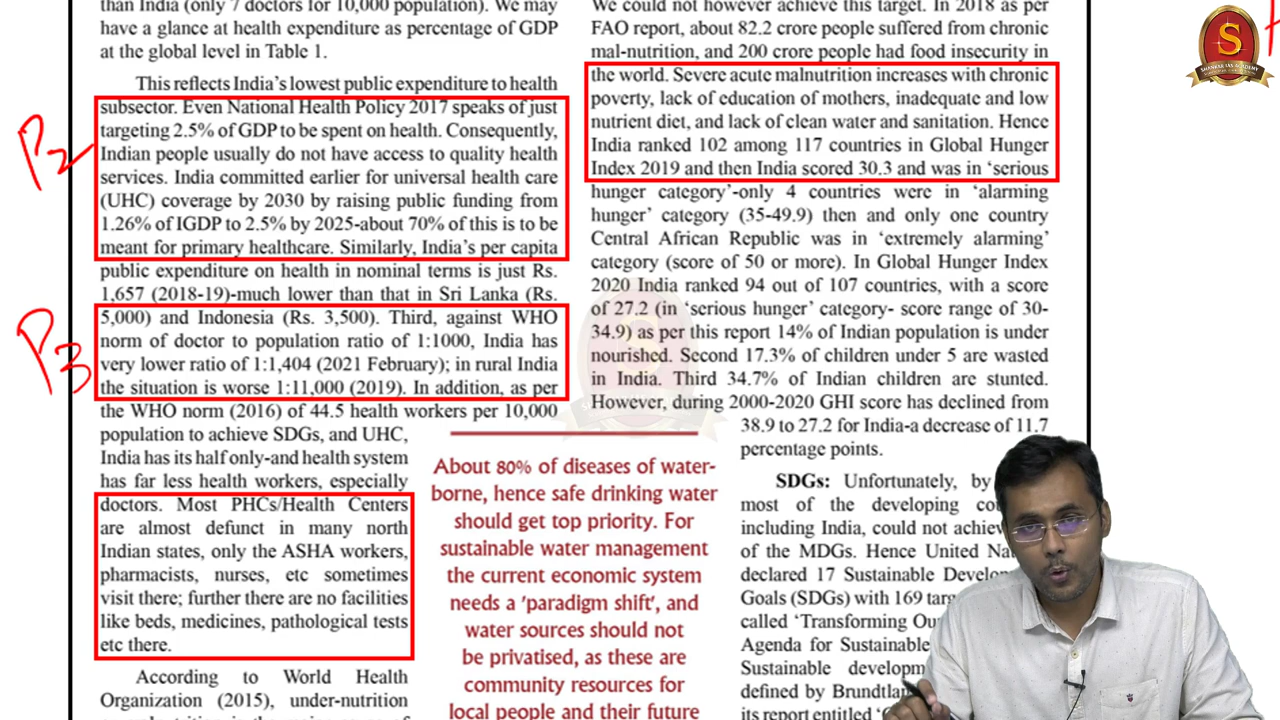 than India (only 7 doctors for 10,000 population). We may
have a glance at health expenditure as percentage of GDP
at the global level in Table 1.
This reflects India's lowest public expenditure to health
subsector. Even National Health Policy 2017 speaks of just
targeting 2.5% of GDP to be spent on health. Consequently,
Indian people usually do not have access to quality health
services. India committed earlier for universal health care
(UHC) coverage by 2030 by raising public funding from
1.26% of IGDP to 2.5% by 2025-about 70% of this is to be
meant for primary healthcare. Similarly, India's per capita
public expenditure on health in nominal terms is just Rs.
1,657 (2018-19)-much lower than that in Sri Lanka (Rs.
5,000) and Indonesia (Rs. 3,500). Third, against WHO
norm of doctor to population ratio of 1:1000, India has
very lower ratio of 1:1,404 (2021 February); in rural India
the situation is worse 1:11,000 (2019). In addition, as per
the WHO norm (2016) of 44.5 health workers per 10,000
population to achieve SDGs, and UHC,
India has its half only-and health system
has far less health workers, especially
doctors. Most PHCs/Health Centers
are almost defunct in many north
Indian states, only the ASHA workers,
pharmacists, nurses, etc sometimes
visit there; further there are no facilities
like beds, medicines, pathological tests
etc there.
According to World Health
Organization (2015), under-nutrition
P2
P3
About 80% of diseases of water-
borne, hence safe drinking water
should get top priority. For
sustainable water management
the current economic system
needs a 'paradigm shift', and
water sources should not
be privatised, as these are
community resources for
local people and their future
We could not however achieve this target. In 2018 as per
FAO report, about 82.2 crore people suffered from chronic
mal-nutrition, and 200 crore people had food insecurity in
the world. Severe acute malnutrition increases with chronic
poverty, lack of education of mothers, inadequate and low
nutrient diet, and lack of clean water and sanitation. Hence
India ranked 102 among 117 countries in Global Hunger
Index 2019 and then India scored 30.3 and was in 'serious
hunger category'-only 4 countries were in 'alarming
hunger' category (35-49.9) then and only one country
Central African Republic was in 'extremely alarming'
category (score of 50 or more). In Global Hunger Index
2020 India ranked 94 out of 107 countries, with a score
of 27.2 (in 'serious hunger' category- score range of 30-
34.9) as per this report 14% of Indian population is under
nourished. Second 17.3% of children under 5 are wasted
in India. Third 34.7% of Indian children are stunted.
However, during 2000-2020 GHI score has declined from
38.9 to 27.2 for India-a decrease of 11.7
percentage points.
SDGs: Unfortunately, by
most of the developing
including India, could not
of the MDGs. Hence United
declared 17 Sustainable
Goals (SDGs) with 169
called 'Transforming
Agenda for Sustainable
Sustainable
defined by
its report entitled
S
SHANKAR IAS ACADEMY